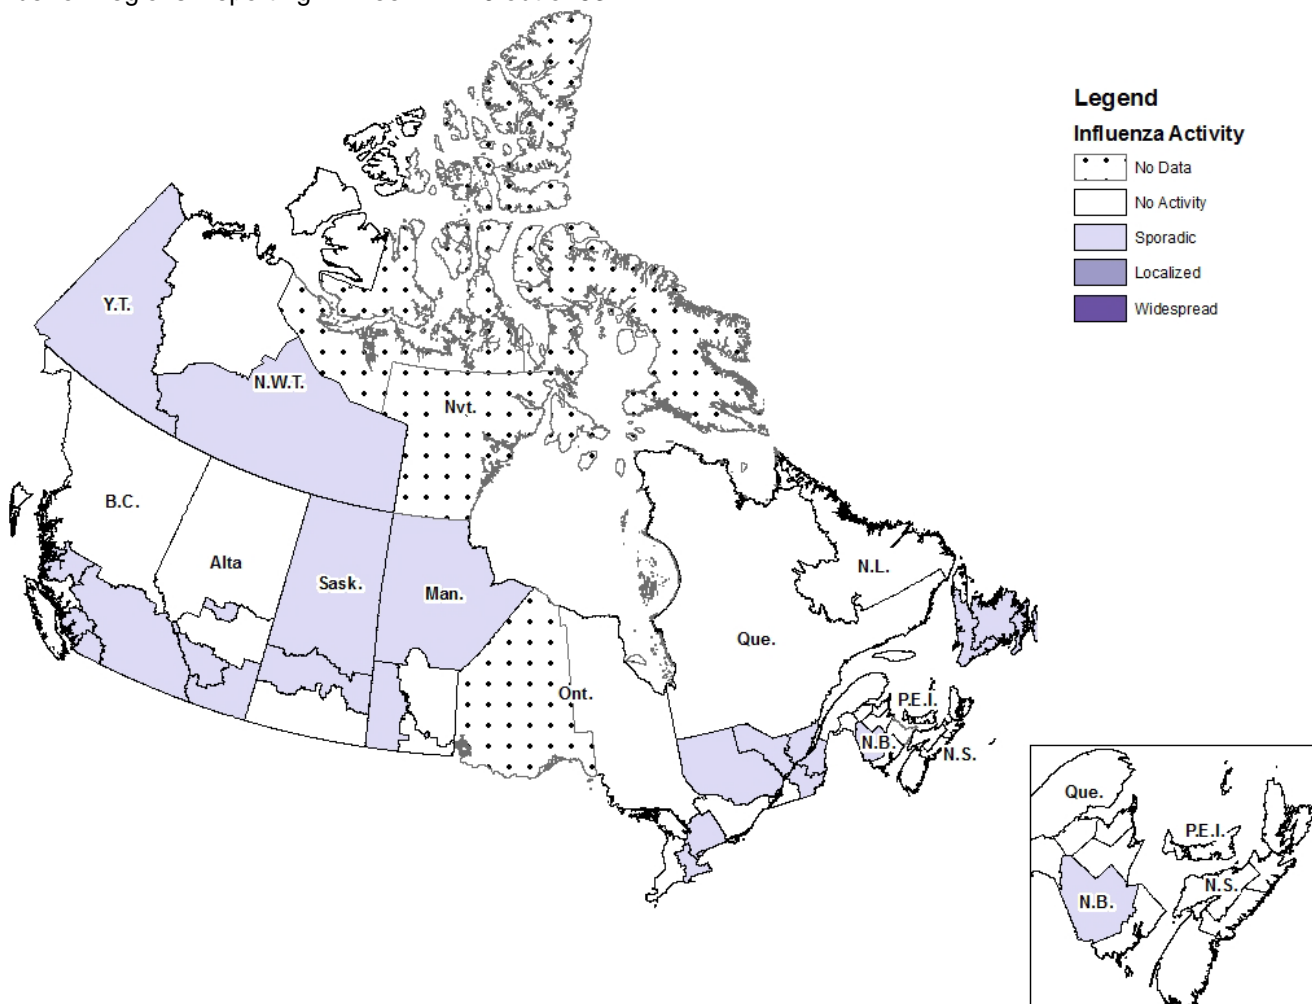 Legend
Influenza Activity
No Data
No Activity
Sporadic
Localized
Widespread
Y.T.
N.W.T.
Nvt.
B.C.
Alta
Sask.
Man.
Ont.
Que.
N.L.
P.E.I.
N.B.
N.S.
Que.
P.E.I.
N.S.
N.B.